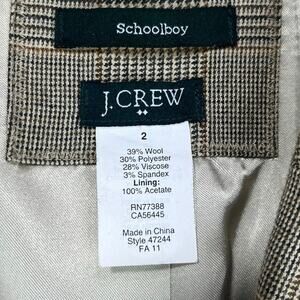 Schoolboy
J.CREW
2
39% Wool
30% Polyester
28% Viscose
3% Spandex
Lining:
100% Acetate
RN77388
CA56445
Made in China
Style 47244
FA 11